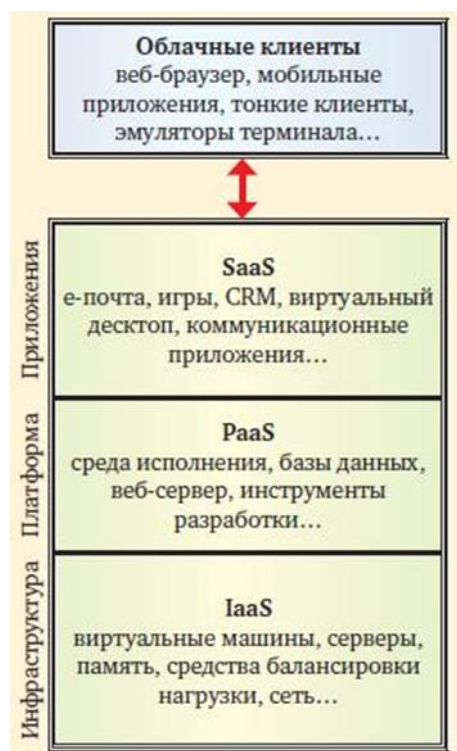 Облачные клиенты
веб-браузер, мобильные
приложения, тонкие клиенты,
эмуляторы терминала…
Приложения
SaaS
е-почта, игры, CRM, виртуальный
десктоп, коммуникационные
приложения…
Платформа
PaaS
среда исполнения, базы данных,
веб-сервер, инструменты
разработки…
Инфраструктура
IaaS
виртуальные машины, серверы,
память, средства балансировки
нагрузки, сеть…